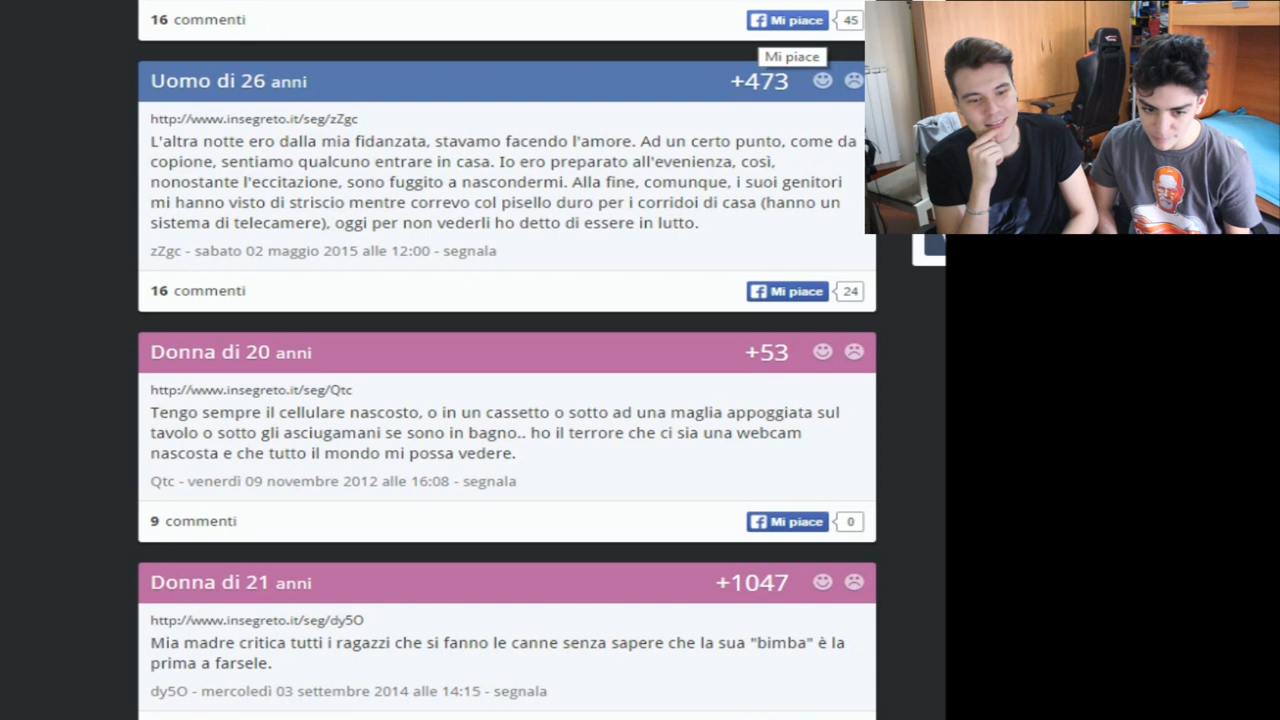 16 commenti
Mi piace 45
Mi piace
Uomo di 26 anni
+473
http://www.insegreto.it/seg/zZgc
L'altra notte ero dalla mia fidanzata, stavamo facendo l'amore. Ad un certo punto, come da
copione, sentiamo qualcuno entrare in casa. Io ero preparato all'evenienza, così,
nonostante l'eccitazione, sono fuggito a nascondermi. Alla fine, comunque, i suoi genitori
mi hanno visto di striscio mentre correvo col pisello duro per i corridoi di casa (hanno un
sistema di telecamere), oggi per non vederli ho detto di essere in lutto.
zZgc - sabato 02 maggio 2015 alle 12:00 - segnala
16 commenti
Mi piace 24
Donna di 20 anni
+53
http://www.insegreto.it/seg/Qtc
Tengo sempre il cellulare nascosto, o in un cassetto o sotto ad una maglia appoggiata sul
tavolo o sotto gli asciugamani se sono in bagno.. ho il terrore che ci sia una webcam
nascosta e che tutto il mondo mi possa vedere.
Qtc - venerdì 09 novembre 2012 alle 16:08 - segnala
9 commenti
Mi piace 0
Donna di 21 anni
+1047
http://www.insegreto.it/seg/dy5O
Mia madre critica tutti i ragazzi che si fanno le canne senza sapere che la sua "bimba" è la
prima a farsele.
dy5O - mercoledì 03 settembre 2014 alle 14:15 - segnala